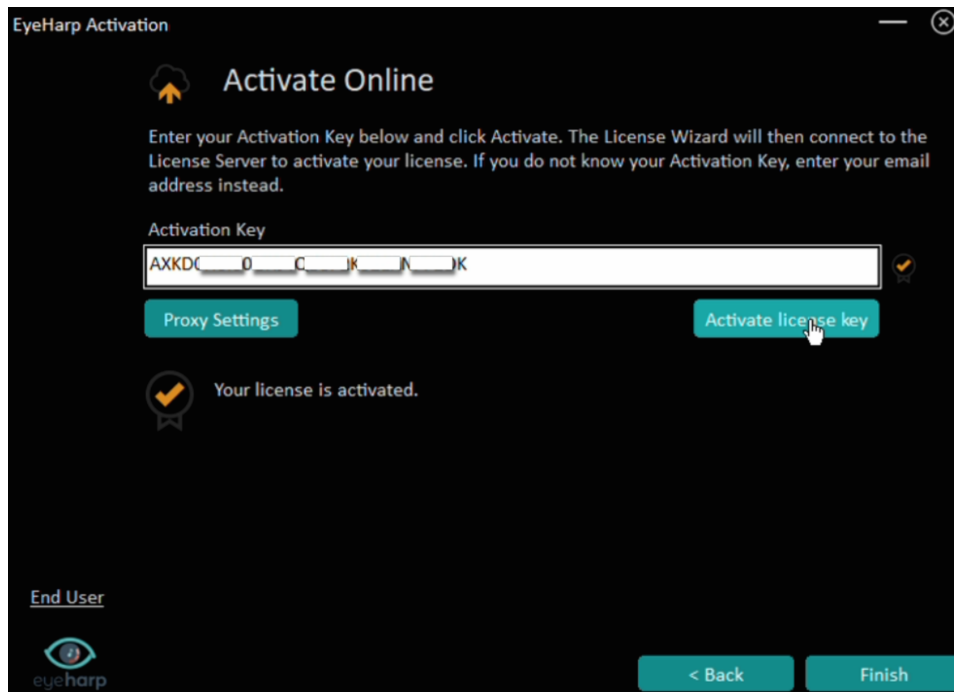 EyeHarp Activation
Activate Online
Enter your Activation Key below and click Activate. The License Wizard will then connect to the
License Server to activate your license. If you do not know your Activation Key, enter your email
address instead.
Activation Key
Proxy Settings
Activate license key
Your license is activated.
End User
eyeharp
< Back
Finish